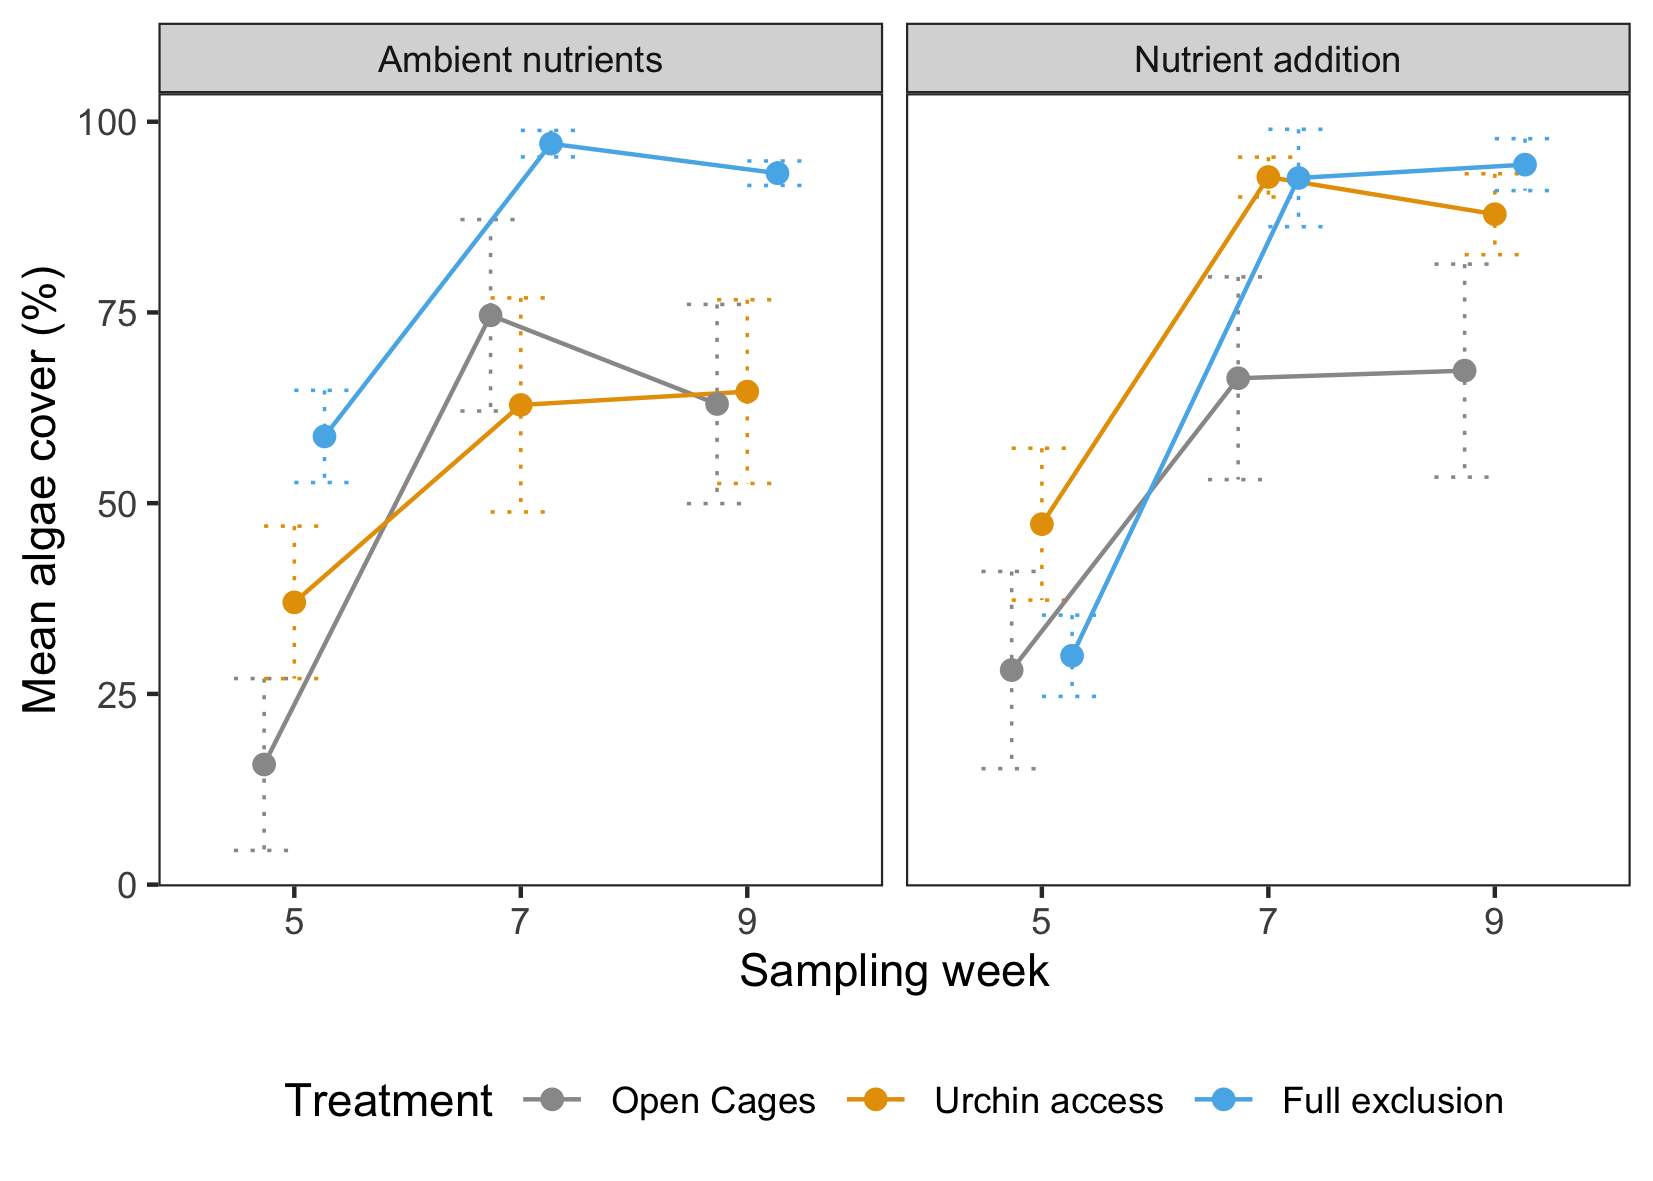 Ambient nutrients
Nutrient addition
100
75
50
25
0
Mean algae cover (%)
5 7 9
5 7 9
Sampling week
Treatment Open Cages Urchin access Full exclusion